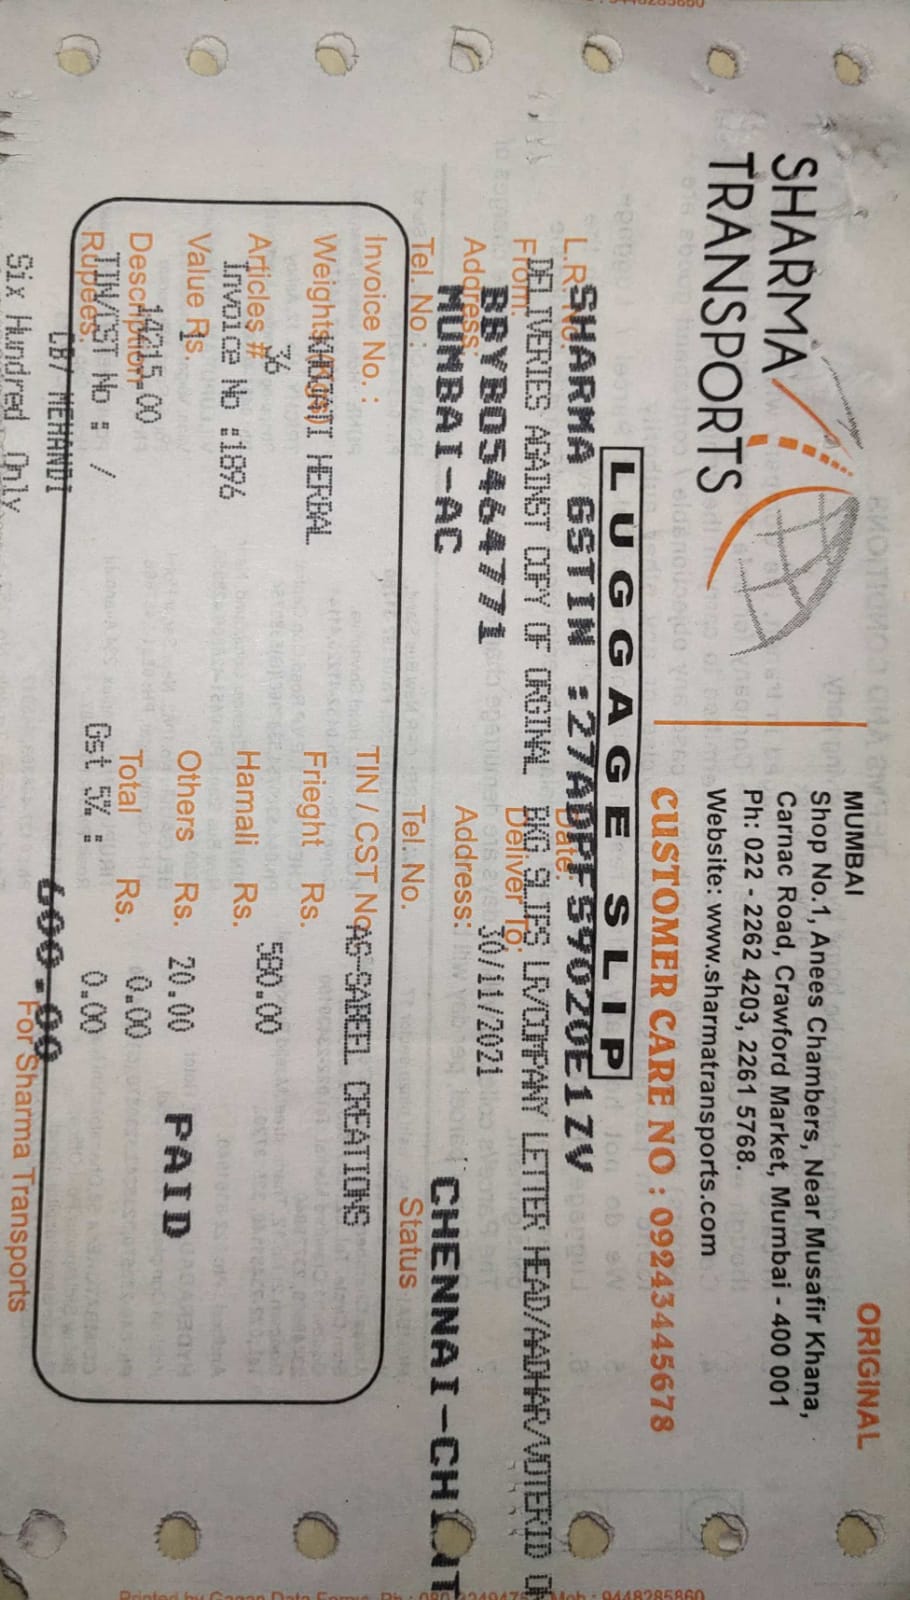 ORIGINAL
SHARMA
TRANSPORTS
MUMBAI
Shop No.1, Anees Chambers, Near Musafir Khana,
Carnac Road, Crawford Market, Mumbai - 400 001
Ph: 022 - 2262 4203, 2261 5768.
Website: www.sharmatransports.com
CUSTOMER CARE NO : 09243445678
LUGGAGE SLIP
L.R. No. Date:
SHARMA GSTIN :27ADPFS9020E1ZV
From: Deliver To:
DELIVERIES AGAINST COPY OF ORGINAL BKG SLIPS LR/COMPANY LETTER HEAD/AADHAR/VOTERID
BBYB05464771 30/11/2021
Address: Address:
MUMBAI-AC CHENNAI-CH
Tel. No : Tel. No. Status
Invoice No. : TIN / CST No.
AS-SABEEL CREATIONS
Weight (Kgs) Frieght Rs.
HERBAL
36 580.00
Articles # Hamali Rs.
Invoice No :1896
Value Rs. Others Rs. 20.00 PAID
Description Total Rs. 0.00
14215.00
Rupees.
TIN/CST No : / Gst 5% : 0.00
LB7 MEHANDI 600.00
Six Hundred Only For Sharma Transports